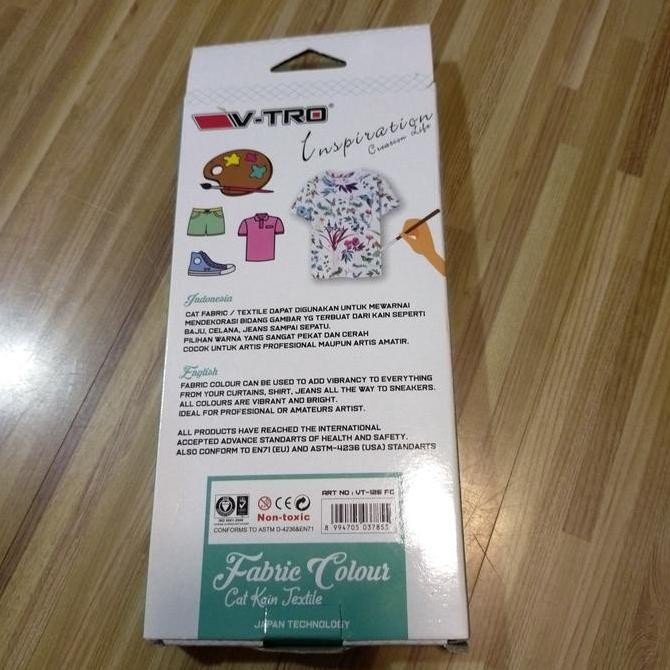 V-TRO®
Inspiration
Creation Life
Indonesia
CAT FABRIC / TEXTILE DAPAT DIGUNAKAN UNTUK MEWARNAI
MENDEKORASI BIDANG GAMBAR YG TERBUAT DARI KAIN SEPERTI
BAJU, CELANA, JEANS SAMPAI SEPATU.
PILIHAN WARNA YANG SANGAT PEKAT DAN CERAH
COCOK UNTUK ARTIS PROFESIONAL MAUPUN ARTIS AMATIR.
English
FABRIC COLOUR CAN BE USED TO ADD VIBRANCY TO EVERYTHING
FROM YOUR CURTAINS, SHIRT, JEANS ALL THE WAY TO SNEAKERS.
ALL COLOURS ARE VIBRANT AND BRIGHT.
IDEAL FOR PROFESIONAL OR AMATEURS ARTIST.
ALL PRODUCTS HAVE REACHED THE INTERNATIONAL
ACCEPTED ADVANCE STANDARTS OF HEALTH AND SAFETY.
ALSO CONFORM TO EN71 (EU) AND ASTM-4236 (USA) STANDARTS
ART NO : VT-126 FC
CE
Non-toxic
CONFORMS TO ASTM D-4236&EN71
8 994705 037853
Fabric Colour
Cat Kain Textile
JAPAN TECHNOLOGY